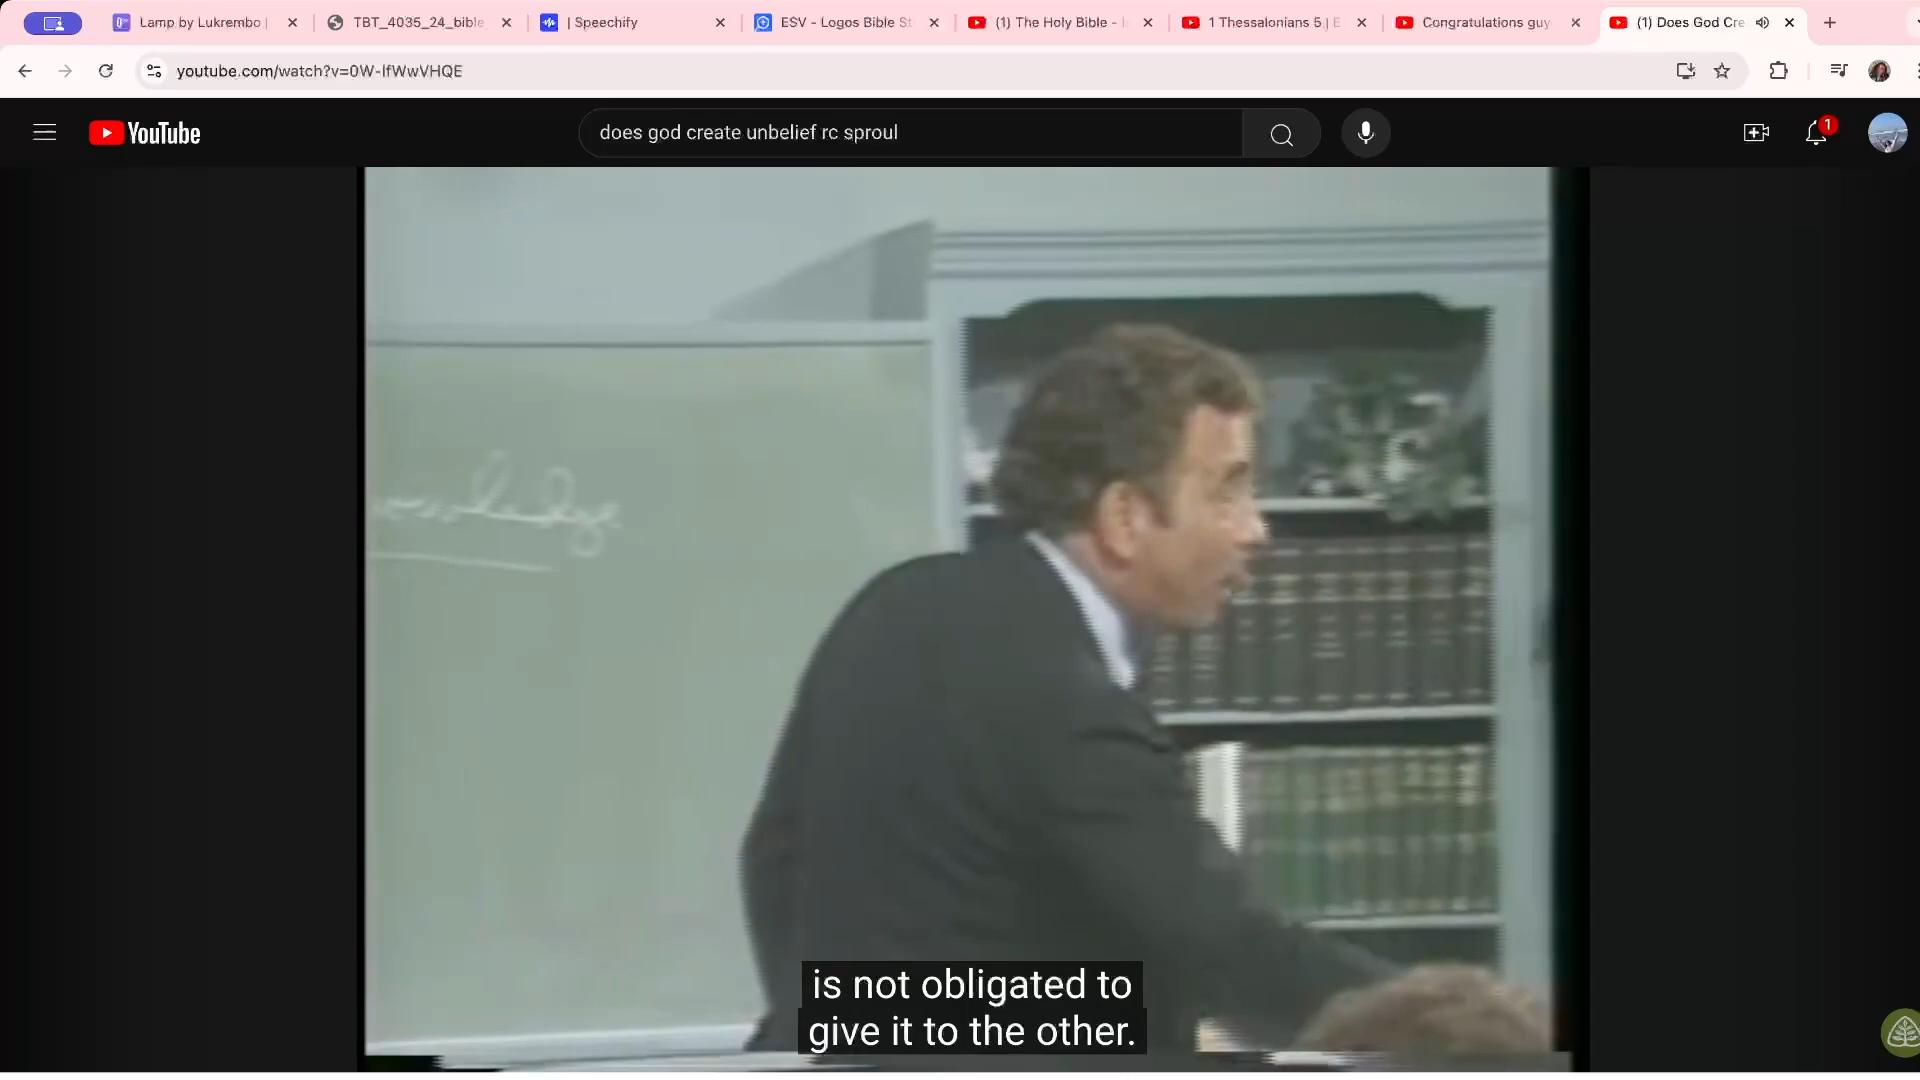 Lamp by Lukrembo |
TBT_4035_24_bible_
| Speechify
ESV - Logos Bible St
(1) The Holy Bible -
1 Thessalonians 5 | E
Congratulations guy
(1) Does God Cre
youtube.com/watch?v=0W-lfWwVHQE
YouTube
does god create unbelief rc sproul
1
owledge
is not obligated to
give it to the other.